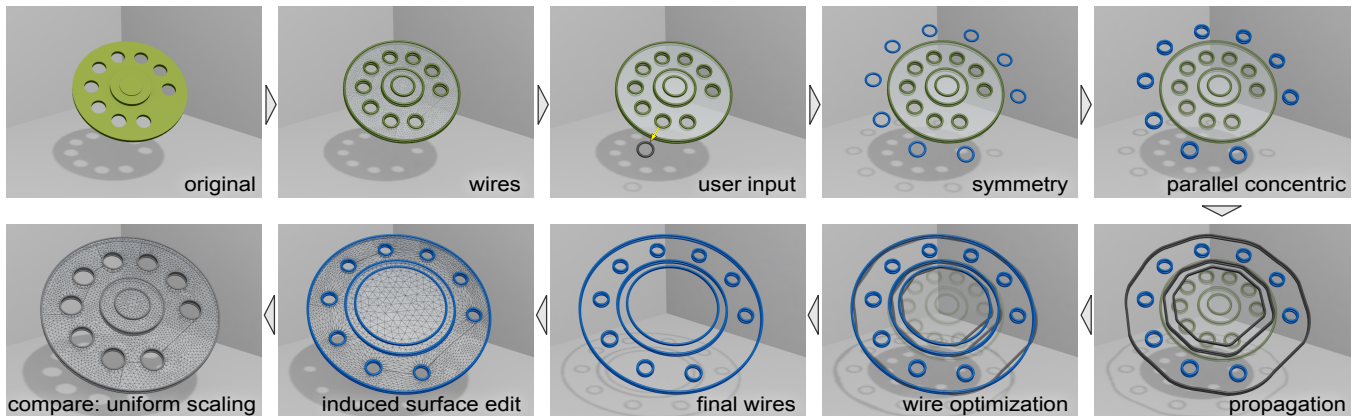 original
wires
user input
symmetry
parallel concentric
compare: uniform scaling
induced surface edit
final wires
wire optimization
propagation